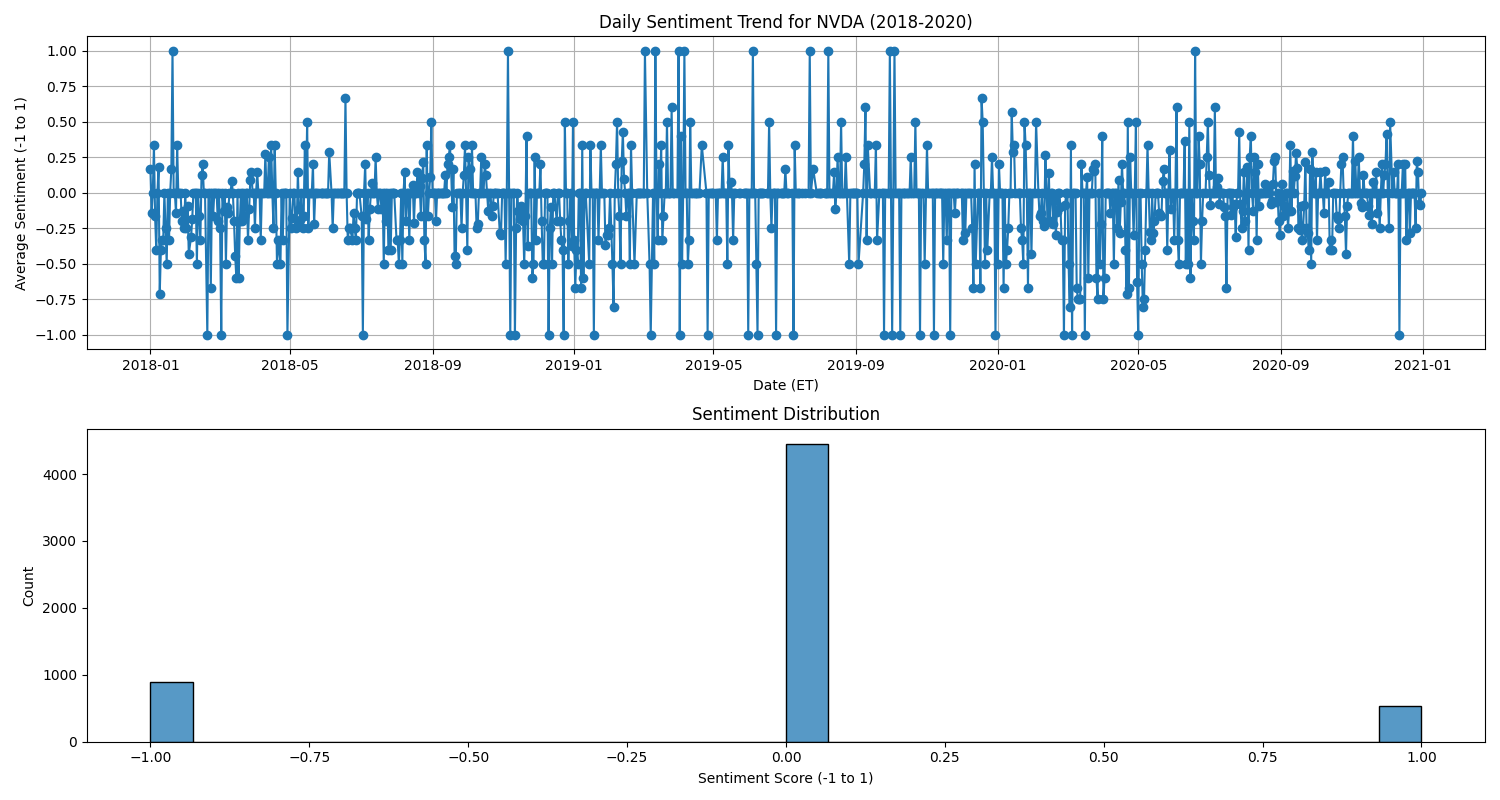 Daily Sentiment Trend for NVDA (2018-2020)
Average Sentiment (-1 to 1)
1.00
0.75
0.50
0.25
0.00
−0.25
−0.50
−0.75
−1.00
2018-01 2018-05 2018-09 2019-01 2019-05 2019-09 2020-01 2020-05 2020-09 2021-01
Date (ET)
Sentiment Distribution
Count
4000
3000
2000
1000
0
−1.00 −0.75 −0.50 −0.25 0.00 0.25 0.50 0.75 1.00
Sentiment Score (-1 to 1)